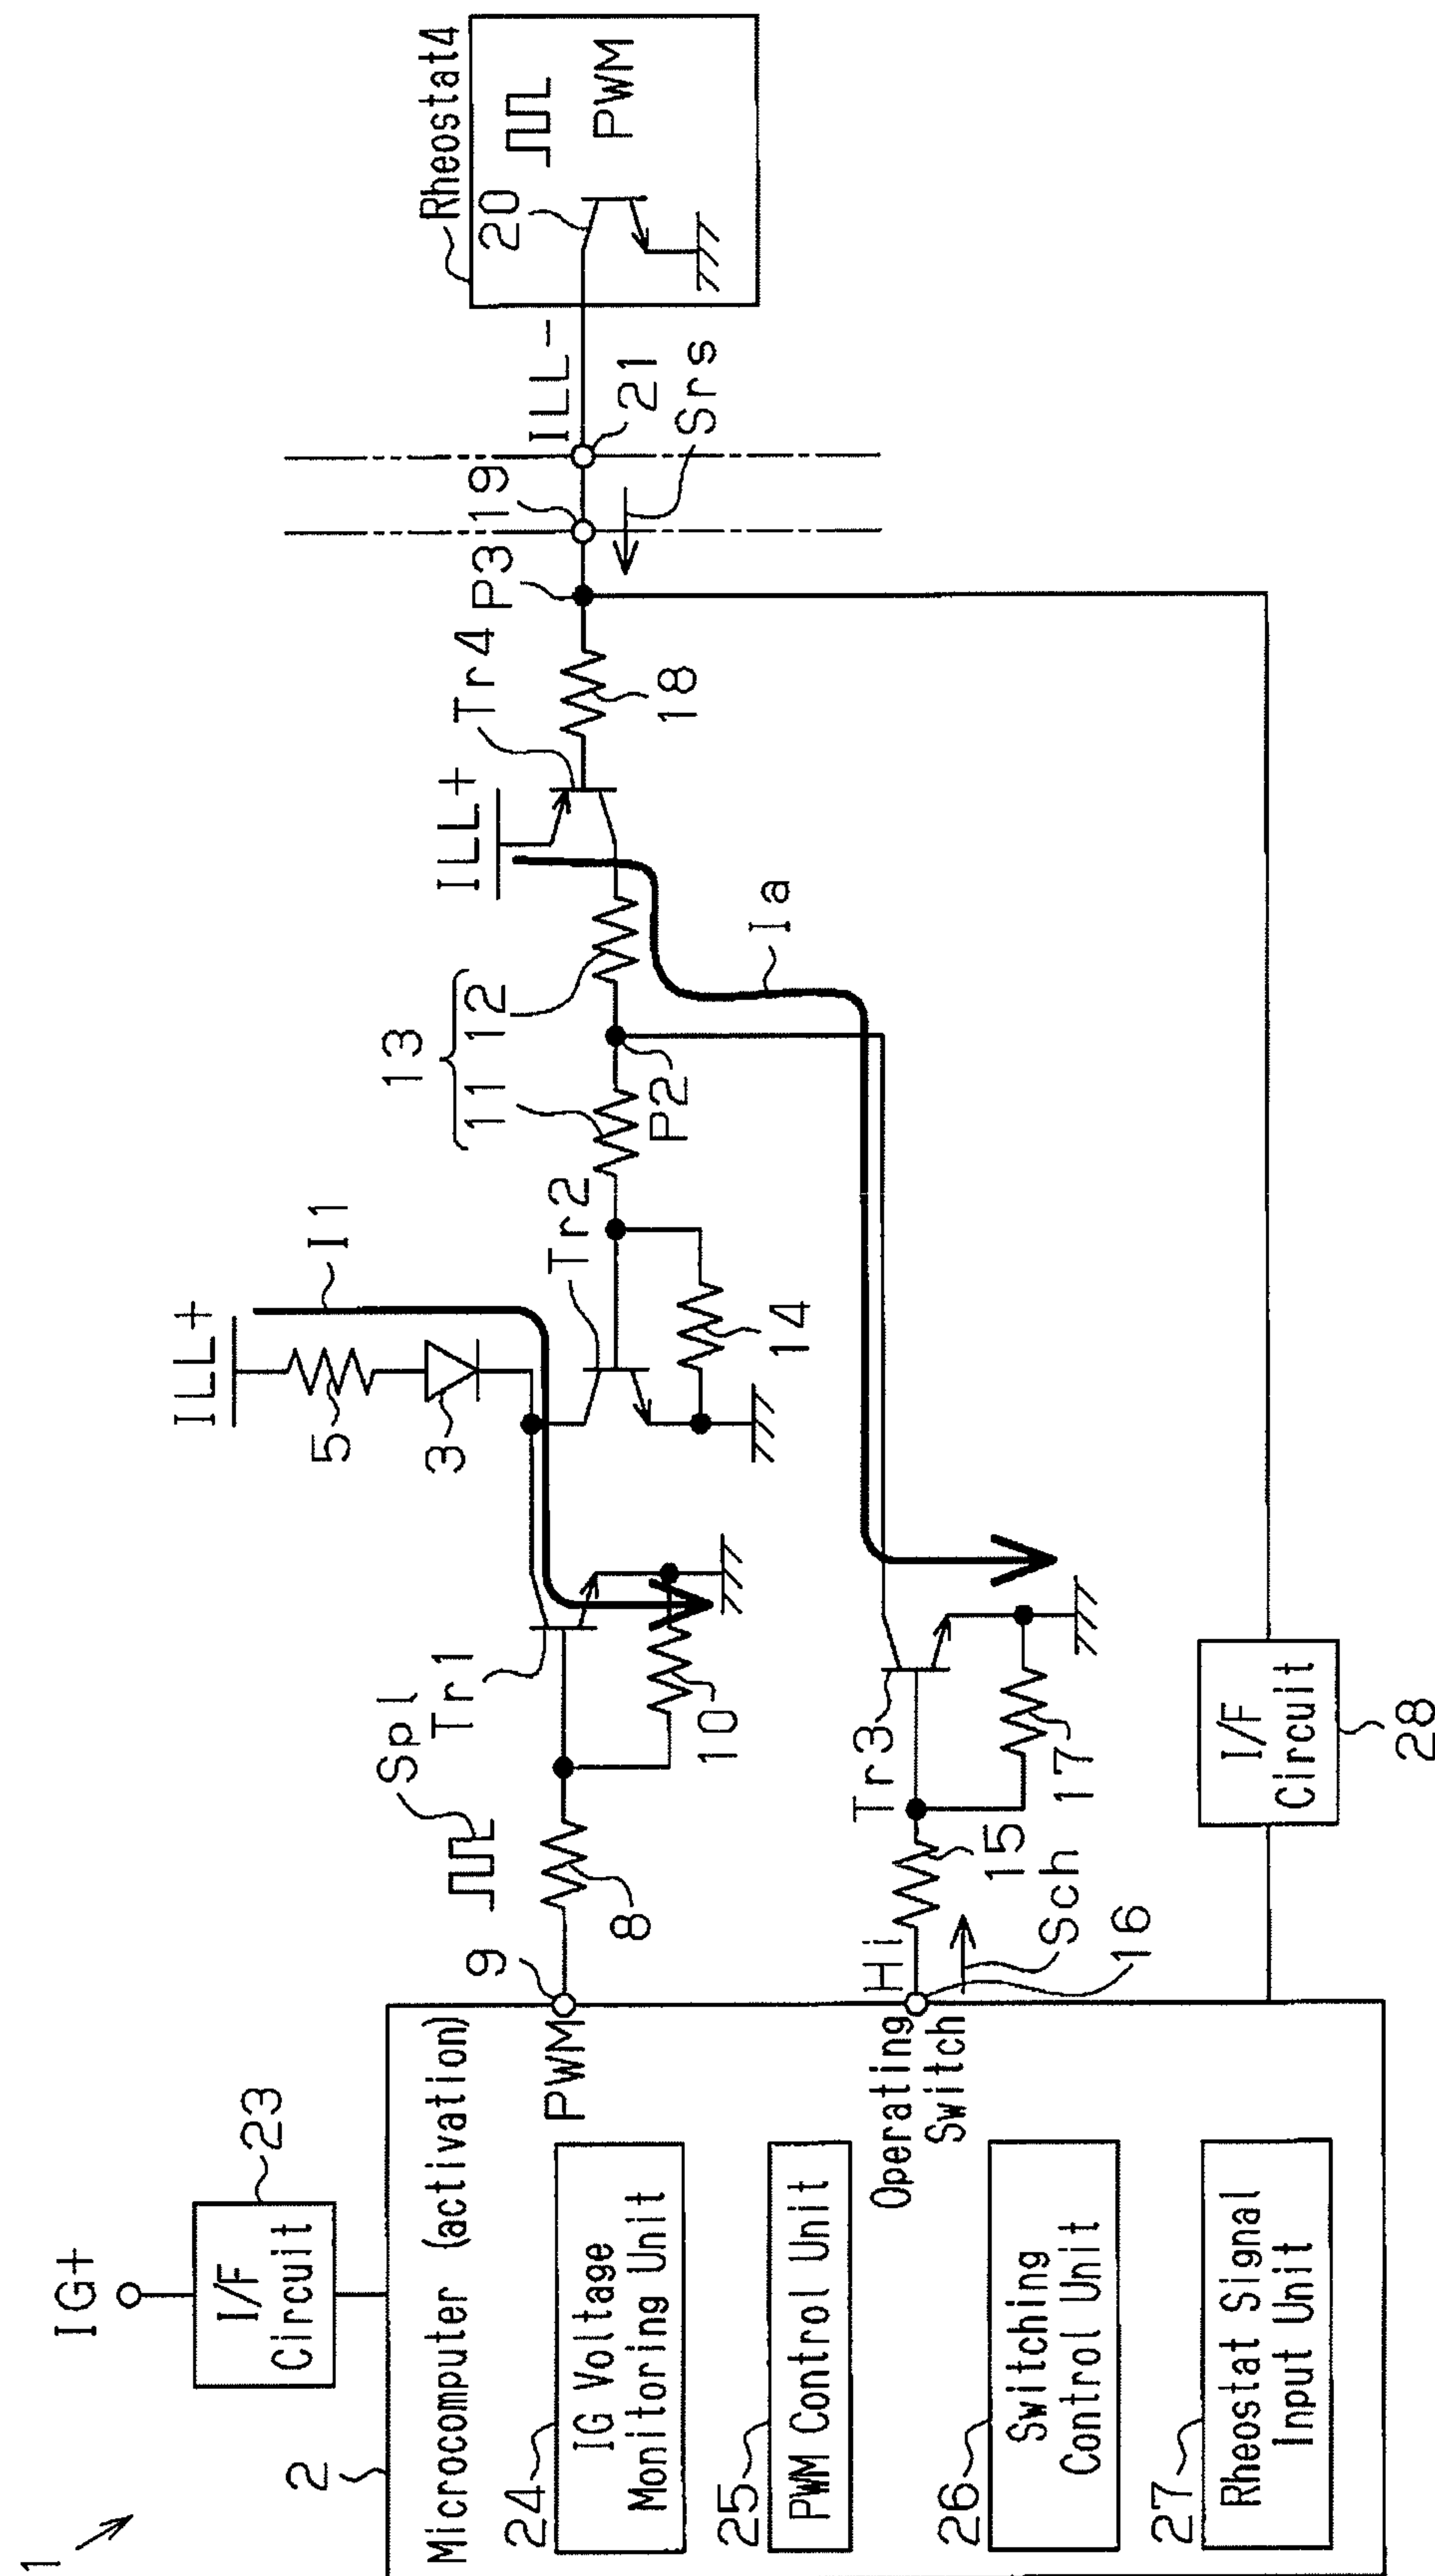 1
2
IG+
I/F
Circuit
23
Microcomputer (activation)
24
IG Voltage
Monitoring Unit
25
PWM Control Unit
26
Switching
Control Unit
27
Rheostat Signal
Input Unit
PWM
9
Operating
Switch
Hi
16
Sch
8
Spl
Tr1
10
15
Tr3
17
I/F
Circuit
28
ILL+
5
3
I1
Tr2
14
13
11
12
P2
Ia
ILL+
Tr4
18
P3
19
21
Srs
ILL-
Rheostat4
20
PWM